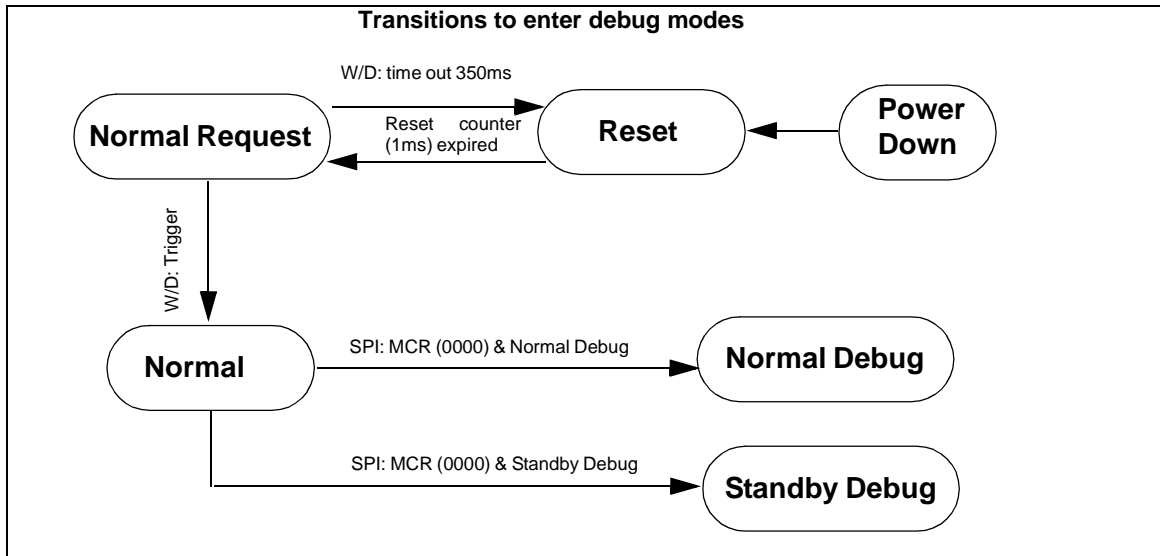 Transitions to enter debug modes
W/D: time out 350ms
Normal Request
Reset counter
(1ms) expired
Reset
Power
Down
W/D: Trigger
Normal
SPI: MCR (0000) & Normal Debug
Normal Debug
SPI: MCR (0000) & Standby Debug
Standby Debug